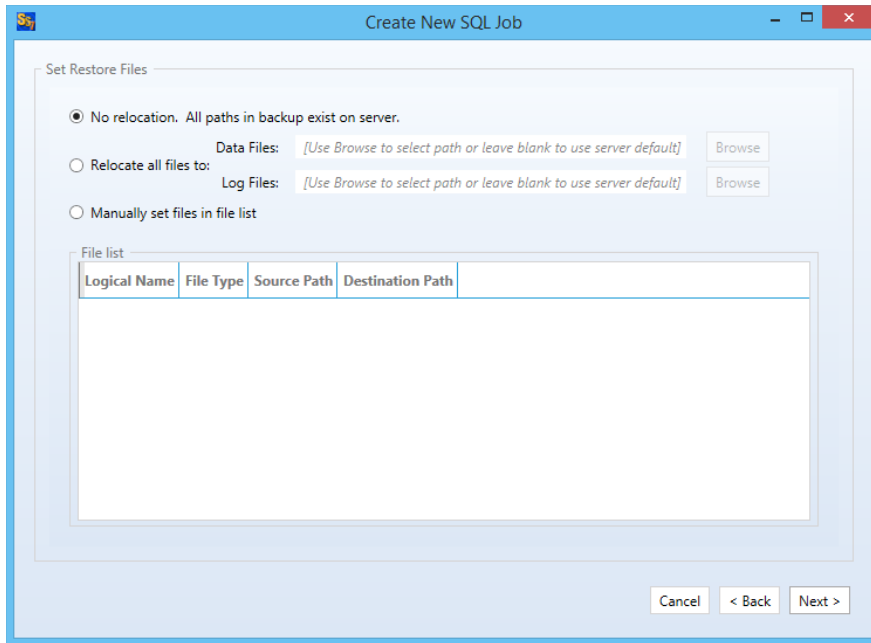 Create New SQL Job
Set Restore Files
No relocation. All paths in backup exist on server.
Data Files: [Use Browse to select path or leave blank to use server default] Browse
Relocate all files to:
Log Files: [Use Browse to select path or leave blank to use server default] Browse
Manually set files in file list
File list
Logical Name File Type Source Path Destination Path
Cancel < Back Next >